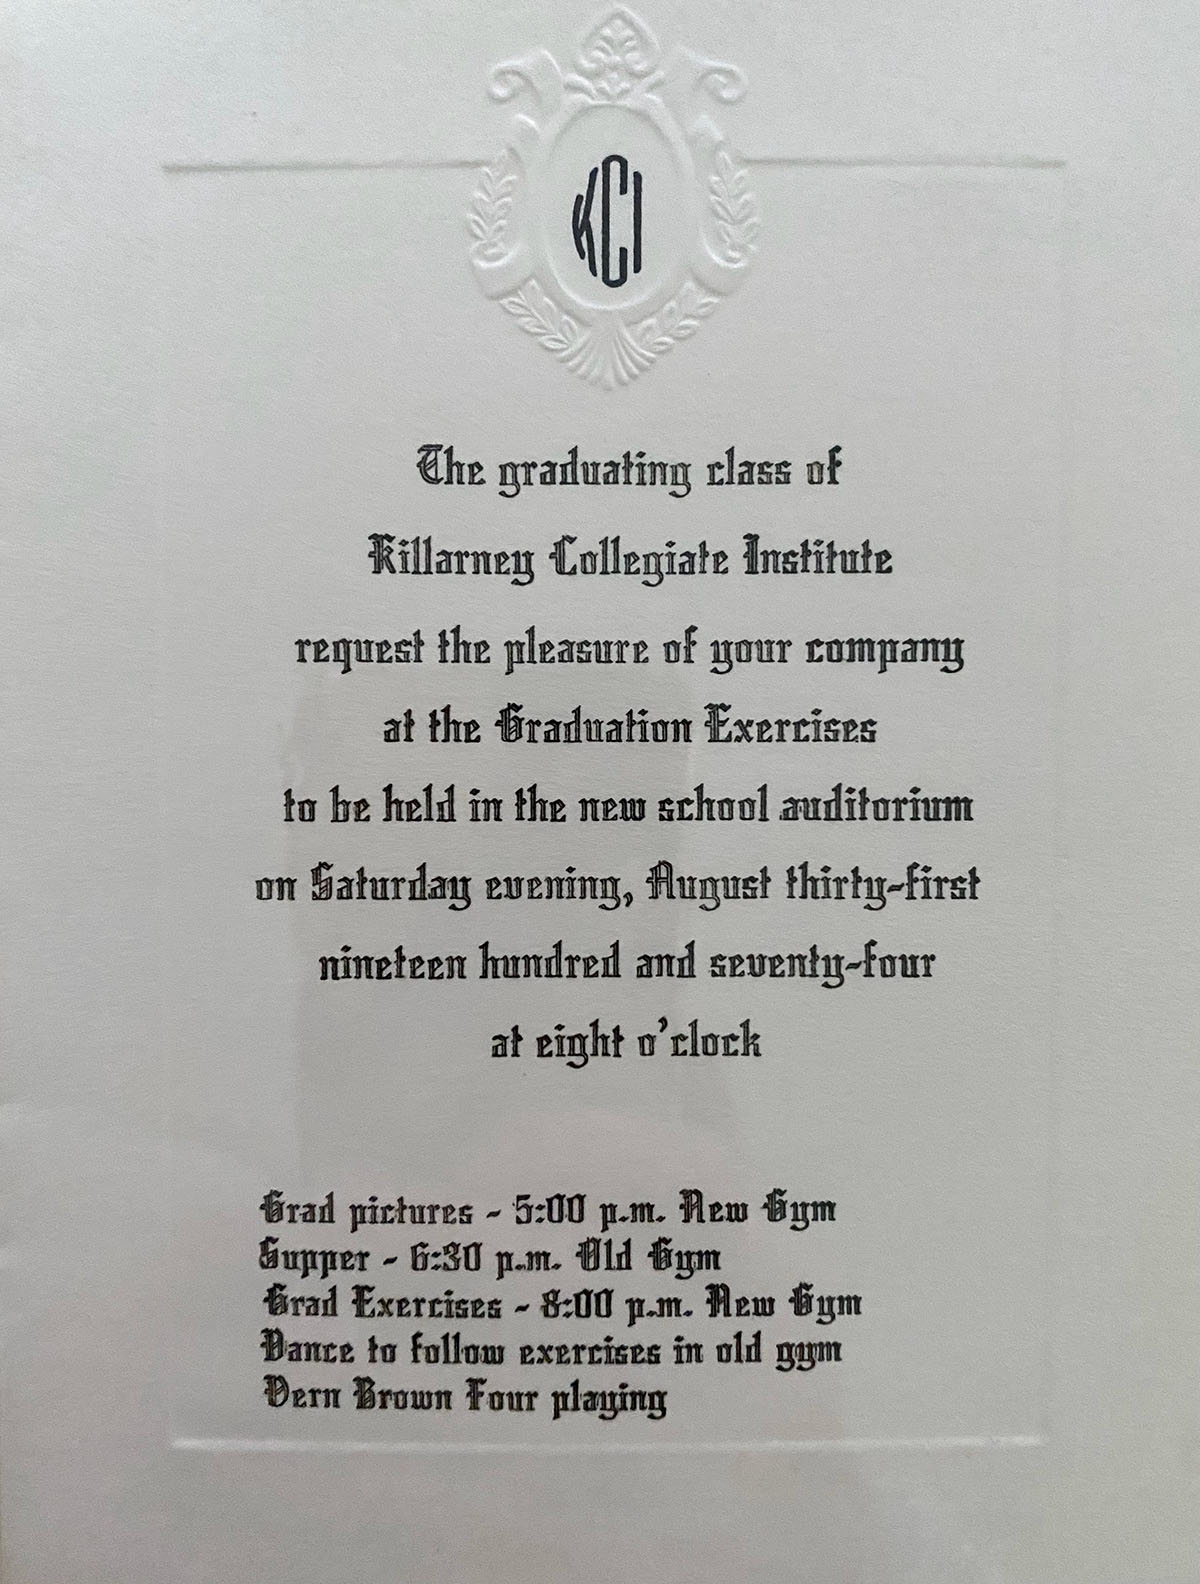 KCI
The graduating class of
Killarney Collegiate Institute
request the pleasure of your company
at the Graduation Exercises
to be held in the new school auditorium
on Saturday evening, August thirty-first
nineteen hundred and seventy-four
at eight o'clock
Grad pictures - 5:00 p.m. New Gym
Supper - 6:30 p.m. Old Gym
Grad Exercises - 8:00 p.m. New Gym
Dance to follow exercises in old gym
Vern Brown Four playing